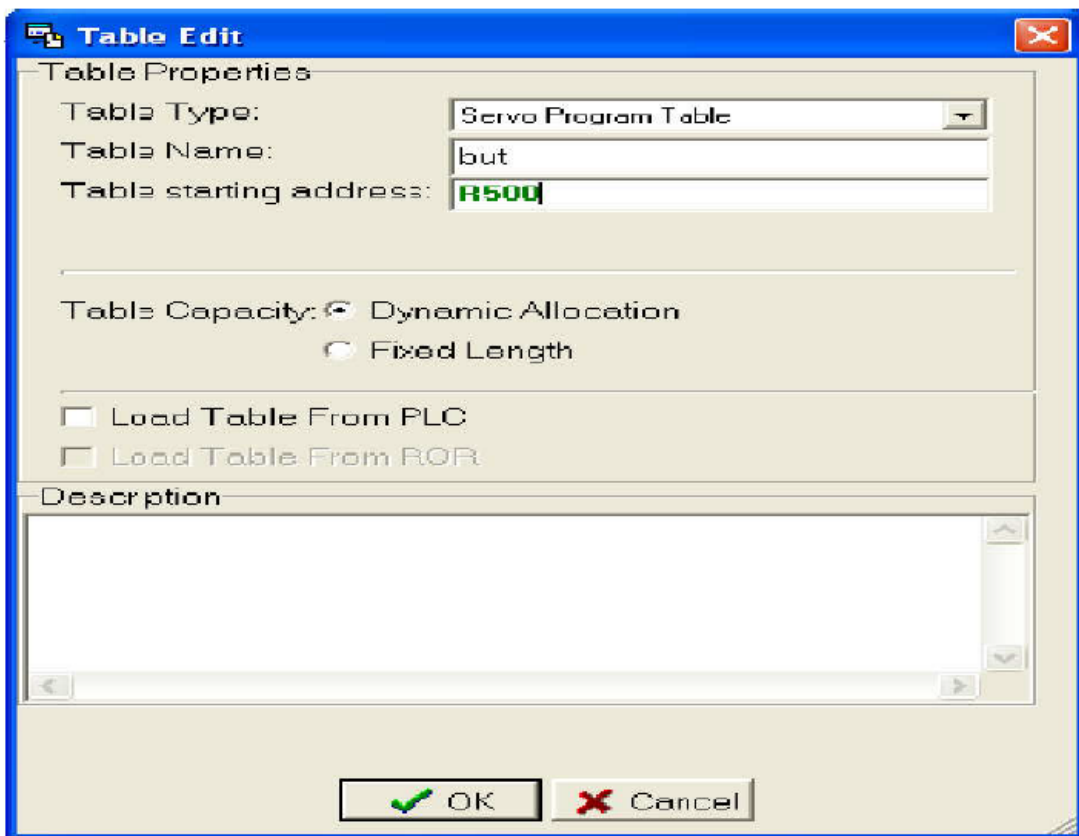 Table Edit
Table Properties
Table Type: Servo Program Table
Table Name: but
Table starting address: R500
Table Capacity: Dynamic Allocation
Fixed Length
Load Table From PLC
Load Table From ROR
Description
OK Cancel